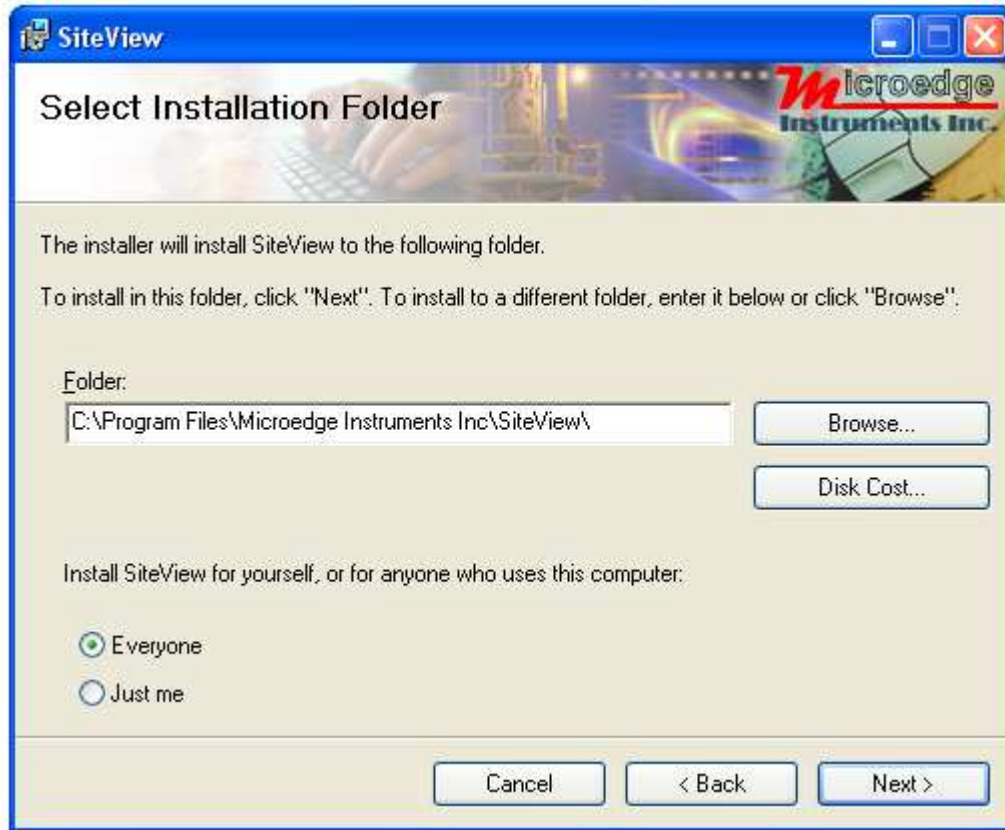 SiteView
Select Installation Folder
Microedge
Instruments Inc.
The installer will install SiteView to the following folder.
To install in this folder, click "Next". To install to a different folder, enter it below or click "Browse".
Folder:
C:\Program Files\Microedge Instruments Inc\SiteView\
Browse...
Disk Cost...
Install SiteView for yourself, or for anyone who uses this computer:
Everyone
Just me
Cancel
< Back
Next >